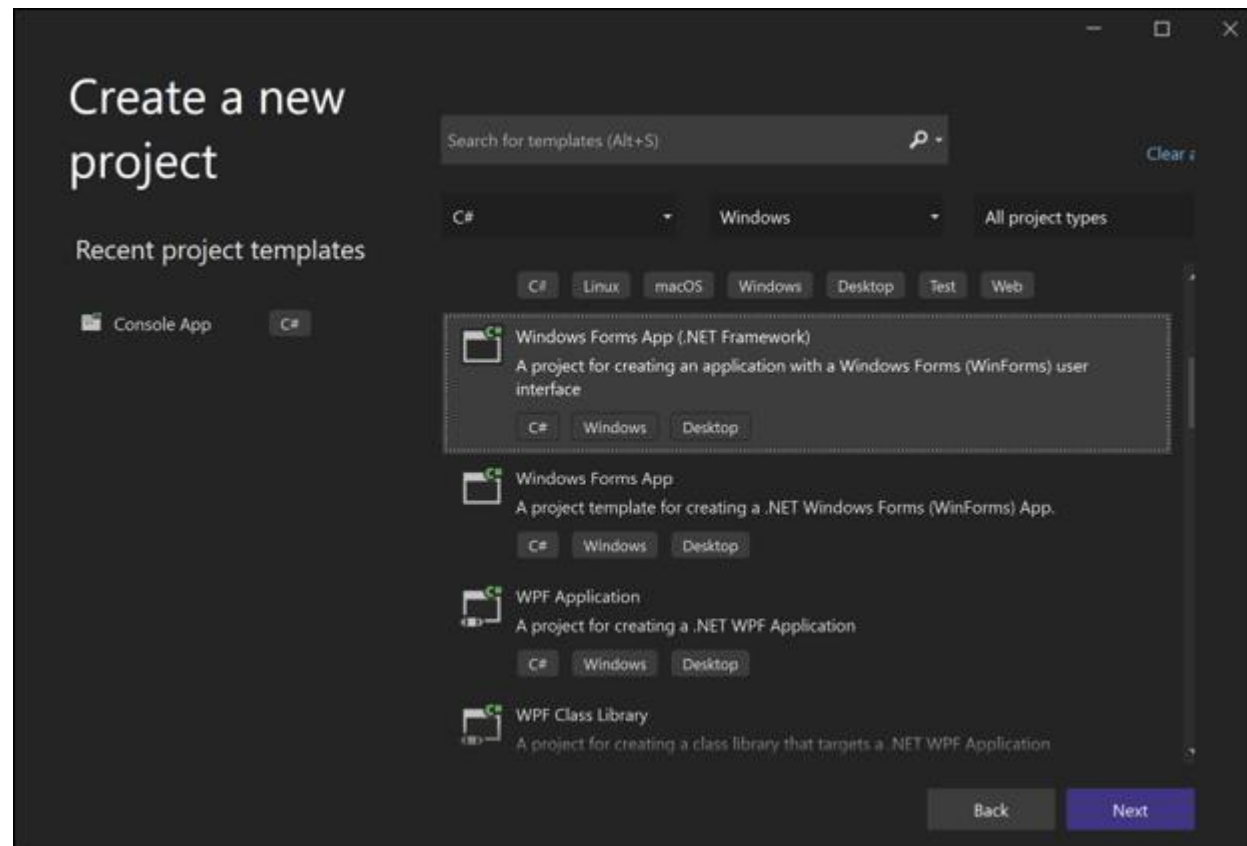 Create a new
project
Search for templates (Alt+S)
Clear
C#
Windows
All project types
Recent project templates
Console App
C#
C# Linux macOS Windows Desktop Test Web
C#
Windows Forms App (.NET Framework)
A project for creating an application with a Windows Forms (WinForms) user
interface
C# Windows Desktop
C#
Windows Forms App
A project template for creating a .NET Windows Forms (WinForms) App.
C# Windows Desktop
C#
WPF Application
A project for creating a .NET WPF Application
C# Windows Desktop
C#
WPF Class Library
A project for creating a class library that targets a .NET WPF Application
Back
Next